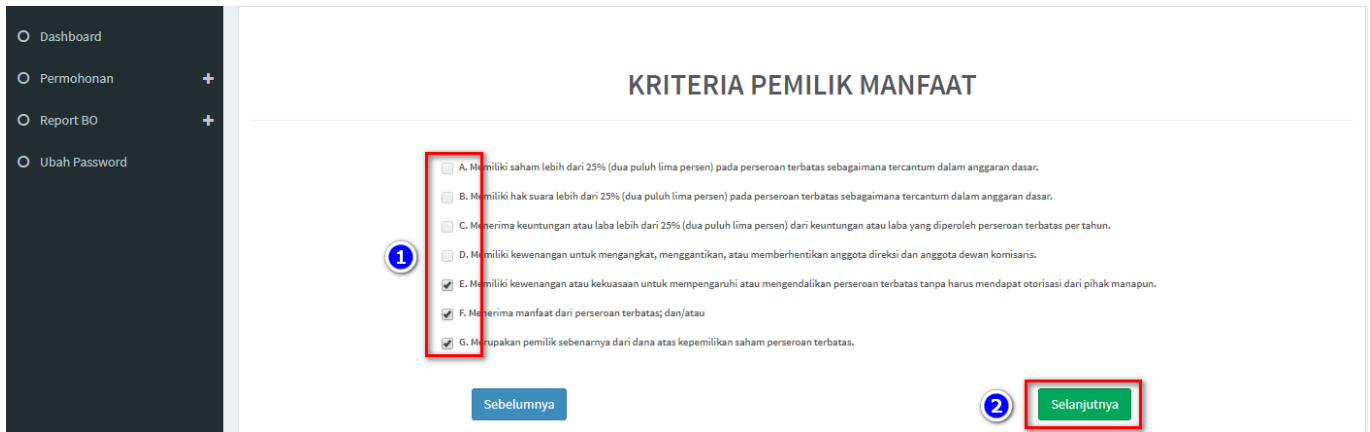 Dashboard
Permohonan
Report BO
Ubah Password
KRITERIA PEMILIK MANFAAT
A. Memiliki saham lebih dari 25% (dua puluh lima persen) pada perseroan terbatas sebagaimana tercantum dalam anggaran dasar.
B. Memiliki hak suara lebih dari 25% (dua puluh lima persen) pada perseroan terbatas sebagaimana tercantum dalam anggaran dasar.
C. Menerima keuntungan atau laba lebih dari 25% (dua puluh lima persen) dari keuntungan atau laba yang diperoleh perseroan terbatas per tahun.
1
D. Memiliki kewenangan untuk mengangkat, menggantikan, atau memberhentikan anggota direksi dan anggota dewan komisaris.
E. Memiliki kewenangan atau kekuasaan untuk mempengaruhi atau mengendalikan perseroan terbatas tanpa harus mendapat otorisasi dari pihak manapun.
F. Menerima manfaat dari perseroan terbatas; dan/atau
G. Merupakan pemilik sebenarnya dari dana atas kepemilikan saham perseroan terbatas.
Sebelumnya
2
Selanjutnya